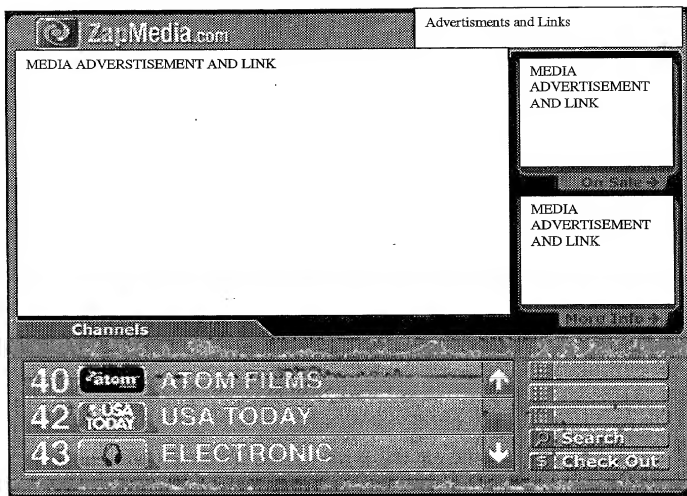 ZapMedia.com
Advertisments and Links
MEDIA ADVERSTISEMENT AND LINK
MEDIA
ADVERTISEMENT
AND LINK
On Sale →
MEDIA
ADVERTISEMENT
AND LINK
More Info →
Channels
40 atom ATOM FILMS
42 USA TODAY USA TODAY
43 ELECTRONIC
Search
$ Check Out